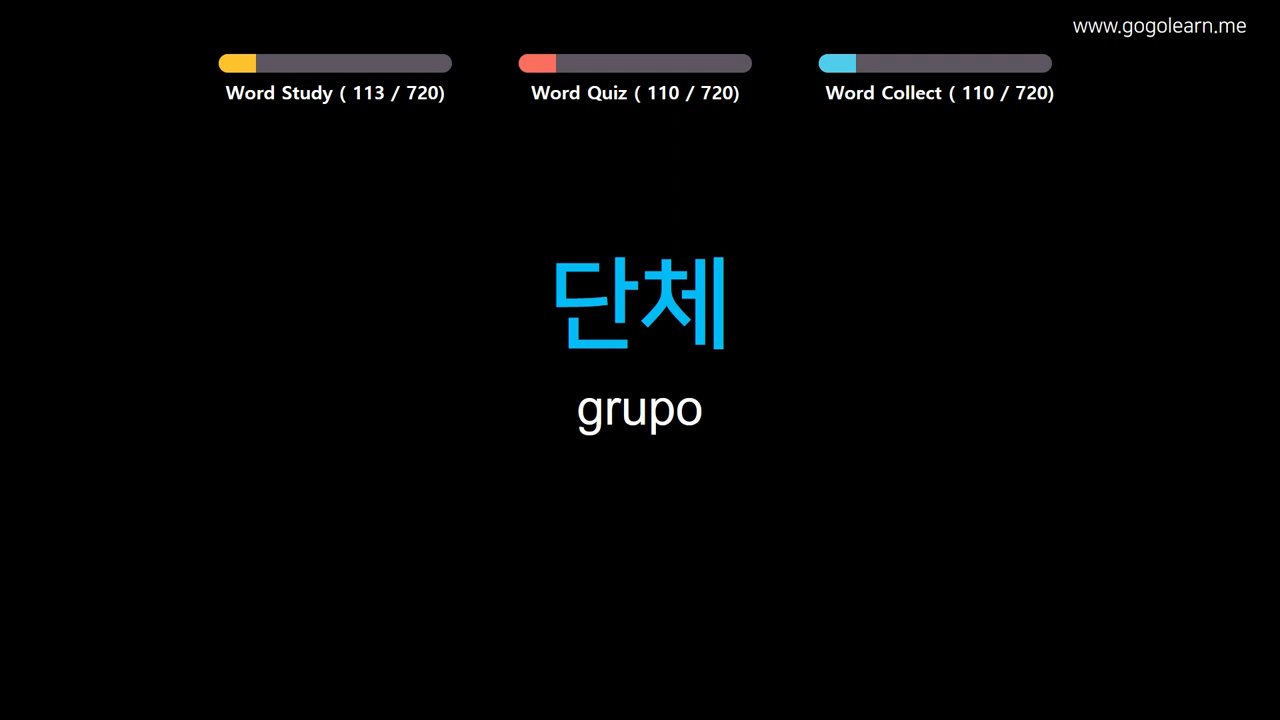 www.gogolearn.me
Word Study ( 113 / 720)
Word Quiz ( 110 / 720)
Word Collect ( 110 / 720)
단체
grupo